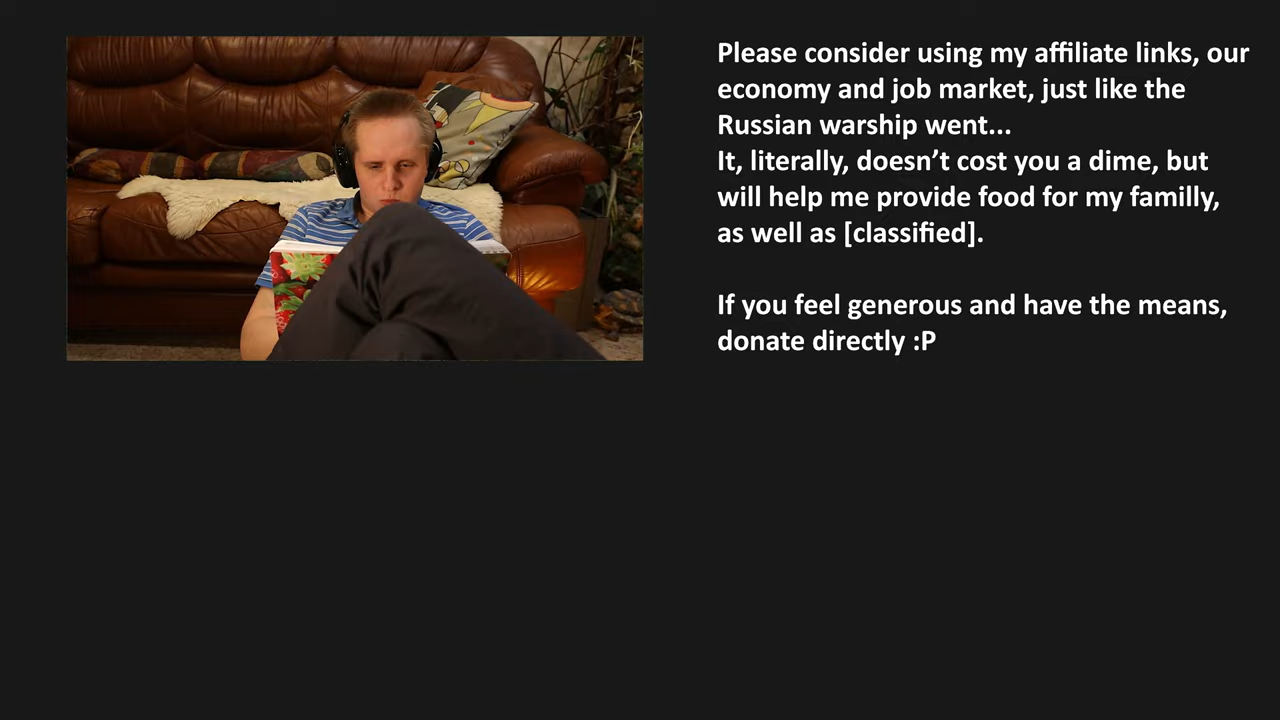 Please consider using my affiliate links, our
economy and job market, just like the
Russian warship went...
It, literally, doesn’t cost you a dime, but
will help me provide food for my familly,
as well as [classified].
If you feel generous and have the means,
donate directly :P